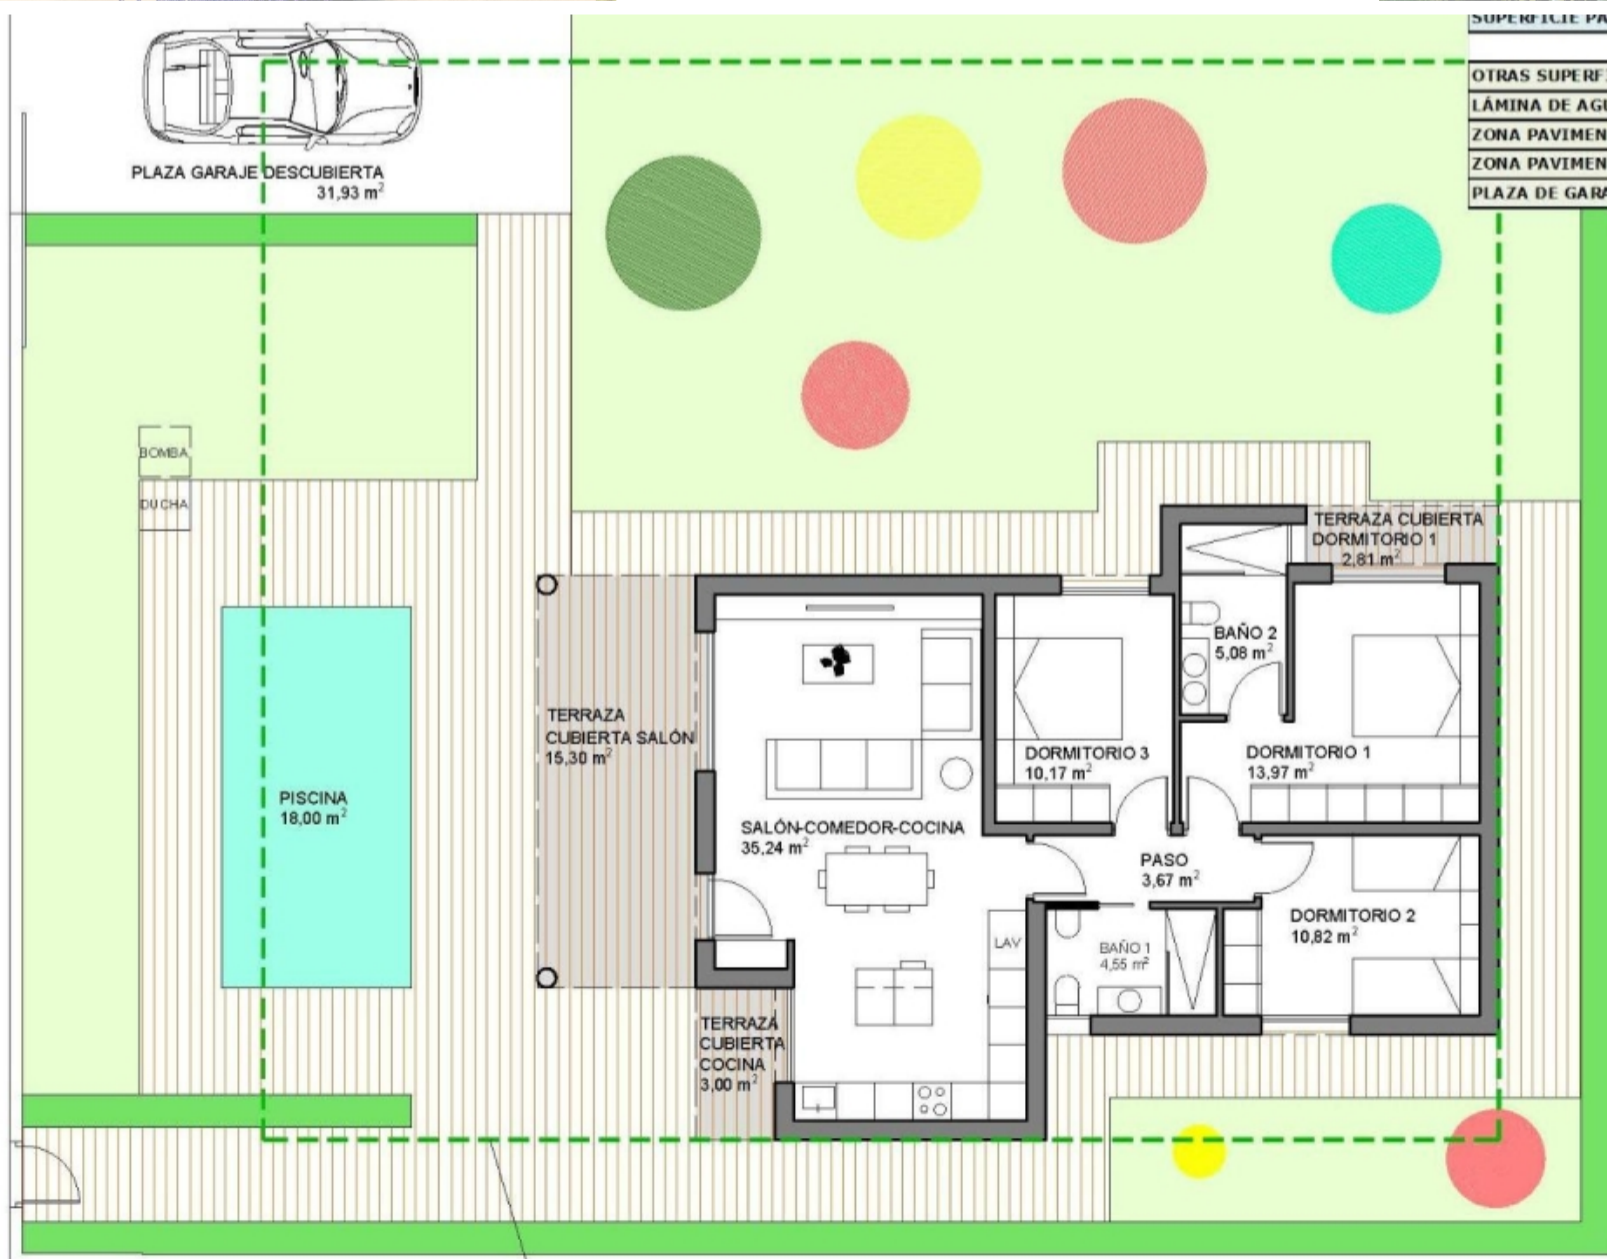 SUPERFICIE PA
OTRAS SUPERF
LÁMINA DE AGU
ZONA PAVIMEN
ZONA PAVIMEN
PLAZA DE GARA
PLAZA GARAJE DESCUBIERTA
31,93 m²
BOMBA
DUCHA
TERRAZA CUBIERTA
DORMITORIO 1
2,81 m²
BAÑO 2
5,08 m²
TERRAZA
CUBIERTA SALÓN
15,30 m²
DORMITORIO 3
10,17 m²
DORMITORIO 1
13,97 m²
PISCINA
18,00 m²
SALÓN-COMEDOR-COCINA
35,24 m²
PASO
3,67 m²
DORMITORIO 2
10,82 m²
LAV
BAÑO 1
4,55 m²
TERRAZA
CUBIERTA
COCINA
3,00 m²